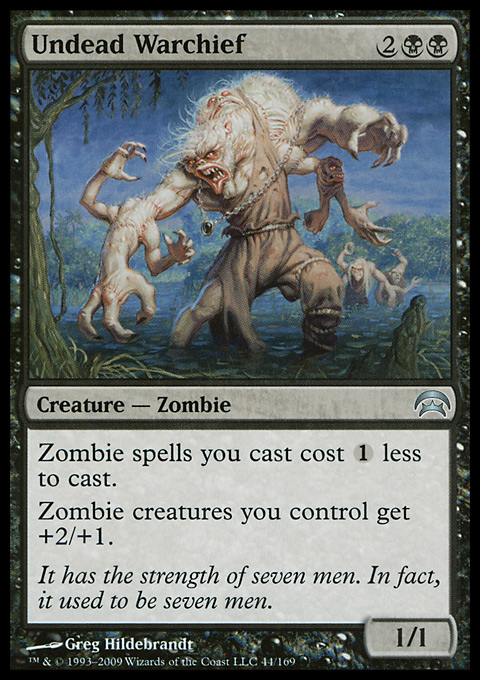 Undead Warchief 2
Creature — Zombie
Zombie spells you cast cost 1 less
to cast.
Zombie creatures you control get
+2/+1.
It has the strength of seven men. In fact,
it used to be seven men.
Greg Hildebrandt
1/1
™ & © 1993–2009 Wizards of the Coast LLC 44/169